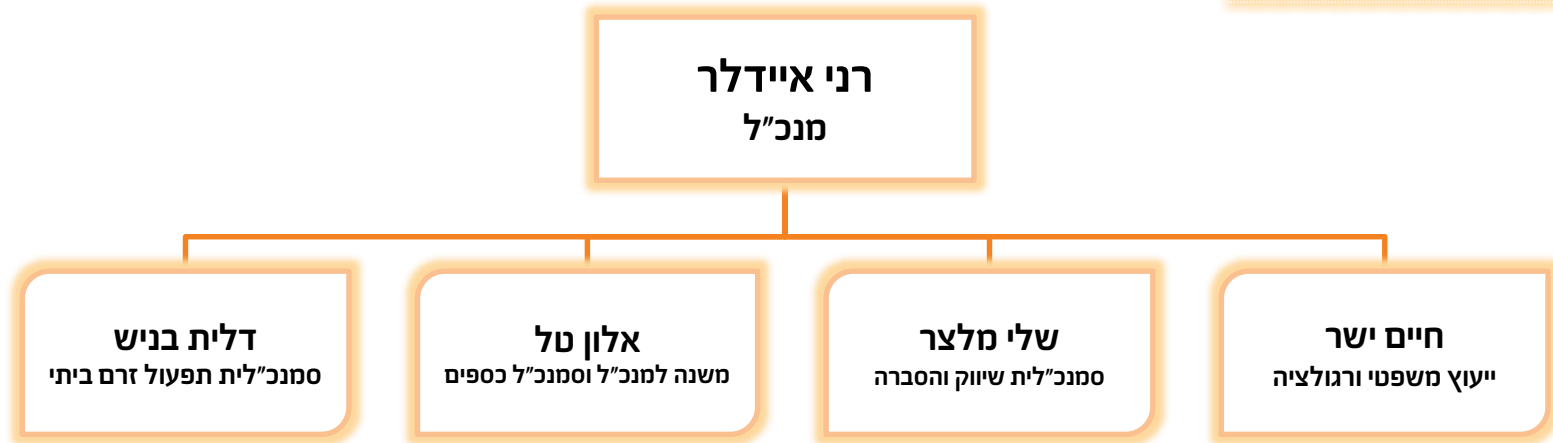 רני איידלר
מנכ"ל
חיים ישר
ייעוץ משפטי ורגולציה
שלי מלצר
סמנכ"לית שיווק והסברה
אלון טל
משנה למנכ"ל וסמנכ"ל כספים
דלית בניש
סמנכ"לית תפעול זרם ביתי